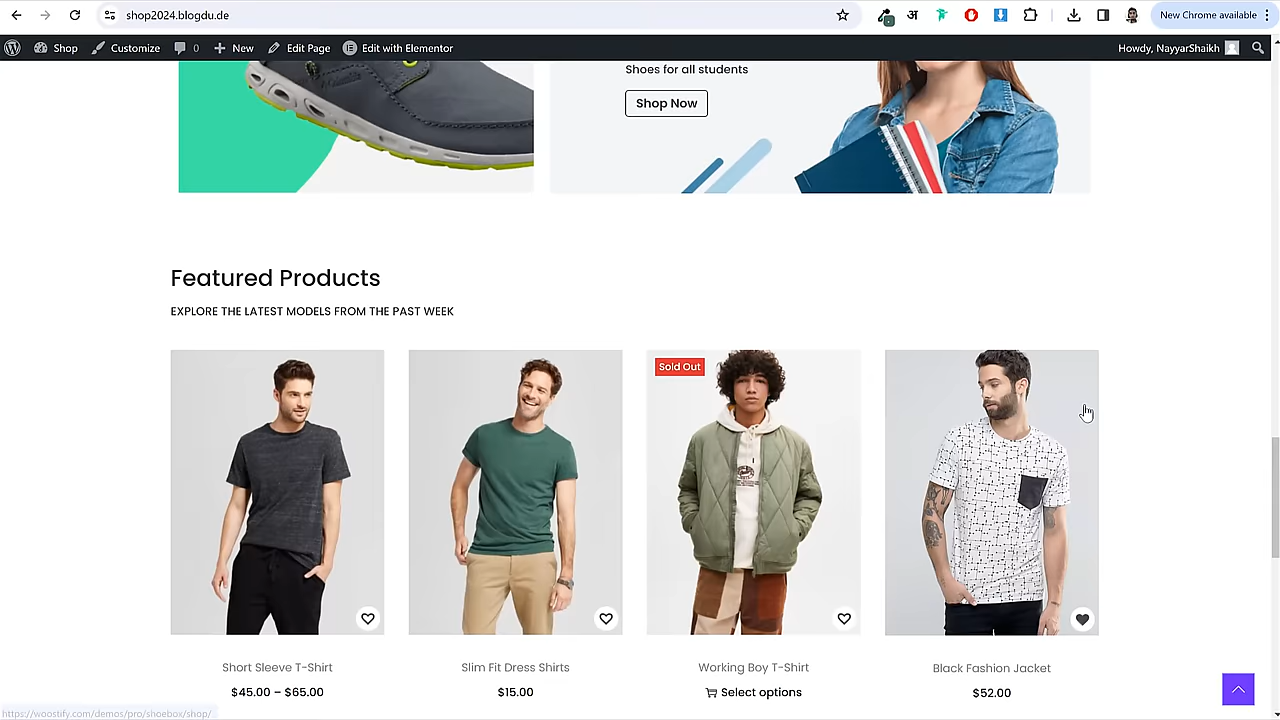 shop2024.blogdu.de
अ
New Chrome available
Shop
Customize
0
New
Edit Page
Edit with Elementor
Howdy, NayyarShaikh
Shoes for all students
Shop Now
Featured Products
EXPLORE THE LATEST MODELS FROM THE PAST WEEK
Sold Out
Short Sleeve T-Shirt
$45.00 – $65.00
Slim Fit Dress Shirts
$15.00
Working Boy T-Shirt
Select options
Black Fashion Jacket
$52.00
https://woostify.com/demos/pro/shoebox/shop/